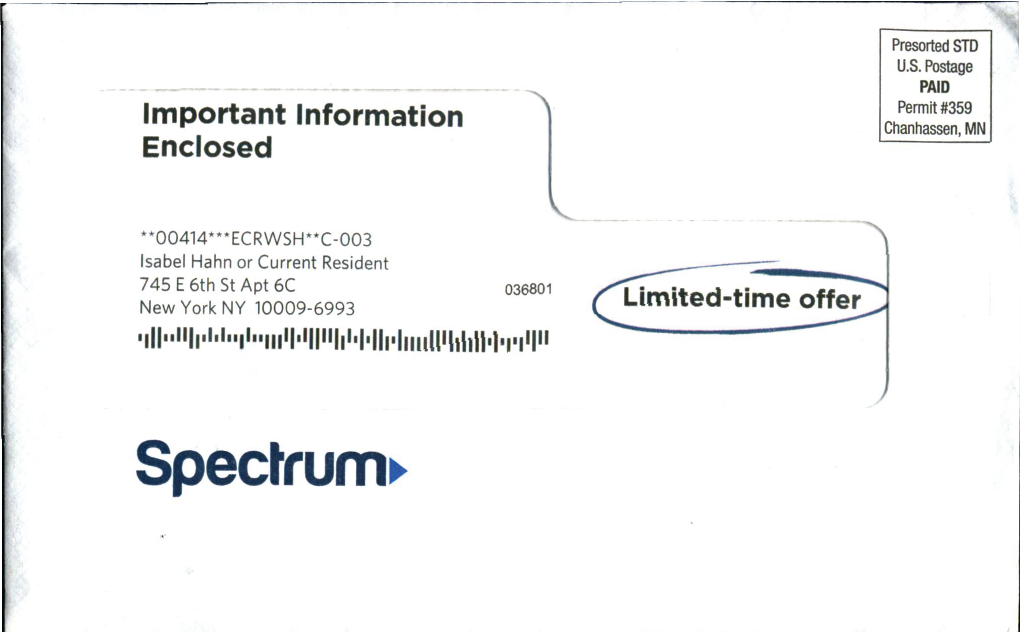 Presorted STD
U.S. Postage
PAID
Permit #359
Chanhassen, MN
Important Information
Enclosed
**00414***ECRWSH**C-003
Isabel Hahn or Current Resident
745 E 6th St Apt 6C
New York NY 10009-6993
036801
Limited-time offer
Spectrum